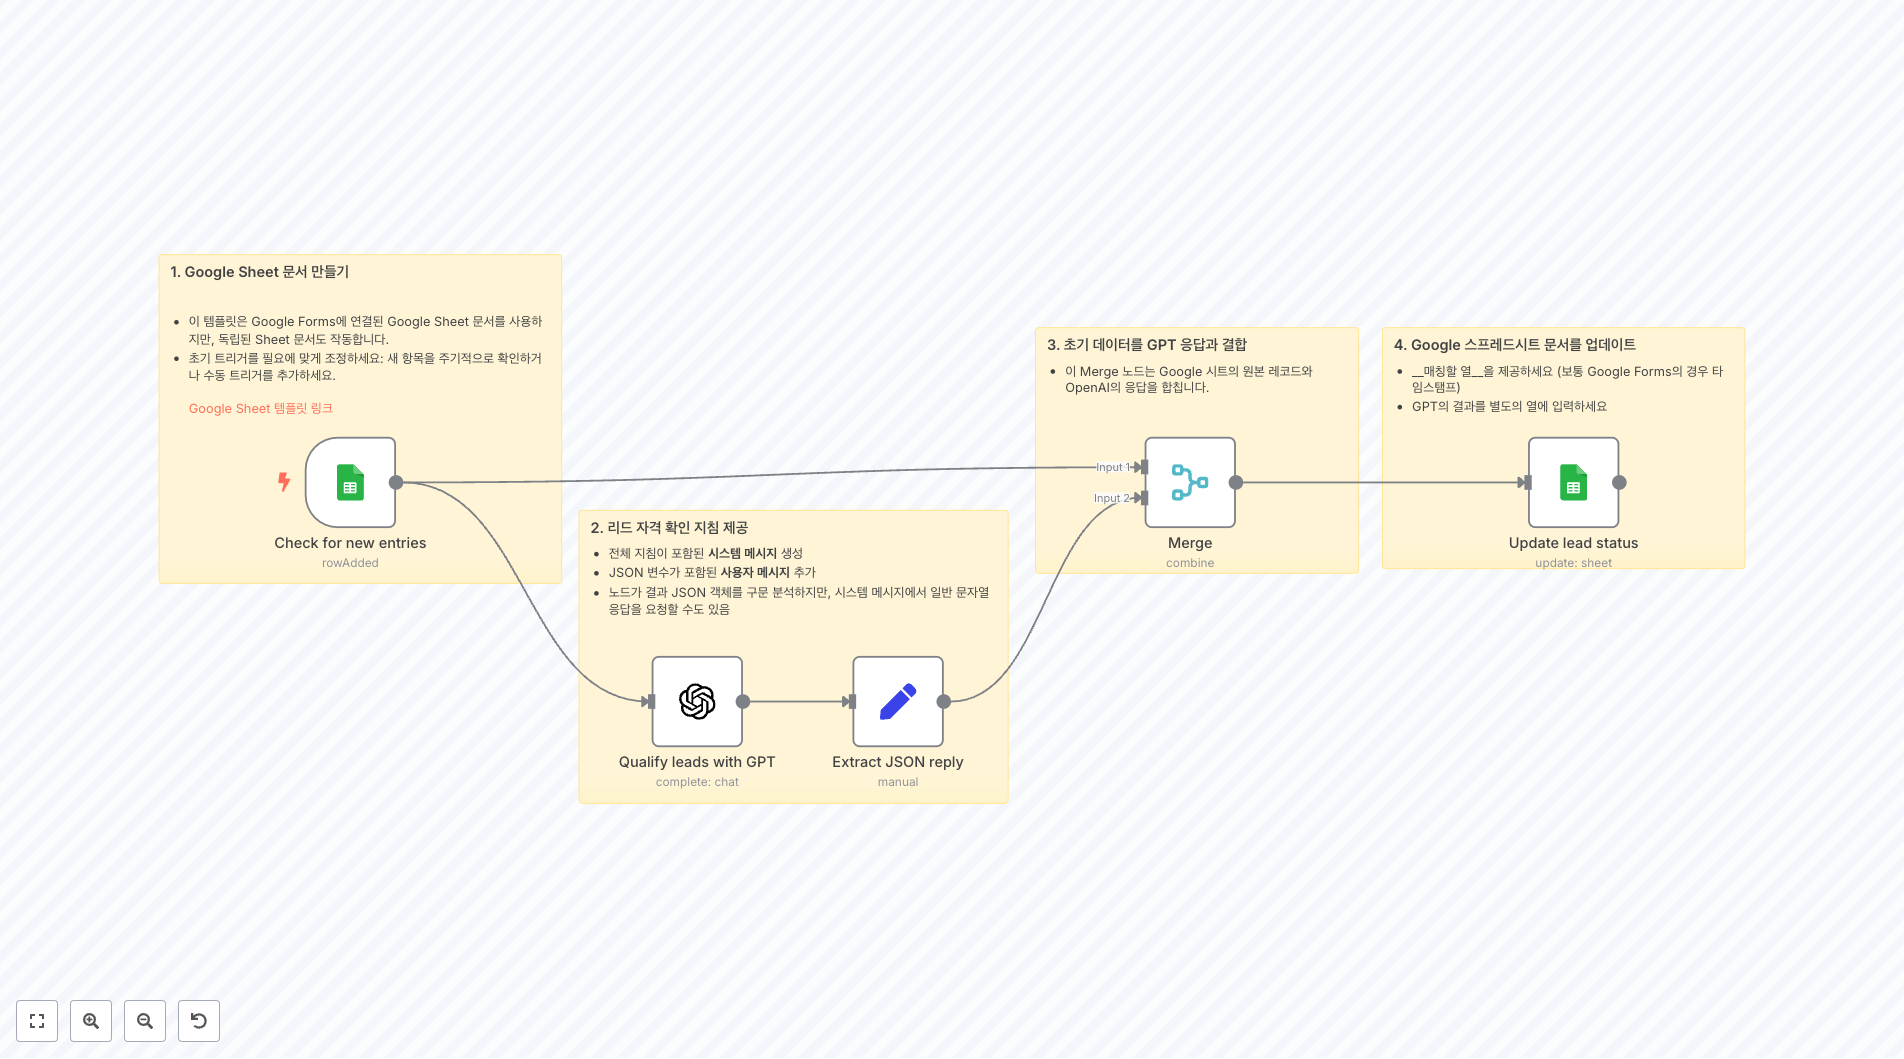 1. Google Sheet 문서 만들기
이 템플릿은 Google Forms에 연결된 Google Sheet 문서를 사용하
지만, 독립된 Sheet 문서도 작동합니다.
초기 트리거를 필요에 맞게 조정하세요: 새 항목을 주기적으로 확인하거
나 수동 트리거를 추가하세요.
Google Sheet 템플릿 링크
Check for new entries
rowAdded
2. 리드 자격 확인 지침 제공
전체 지침이 포함된 시스템 메시지 생성
JSON 변수가 포함된 사용자 메시지 추가
노드가 결과 JSON 객체를 구문 분석하지만, 시스템 메시지에서 일반 문자열
응답을 요청할 수도 있음
Qualify leads with GPT
complete: chat
Extract JSON reply
manual
3. 초기 데이터를 GPT 응답과 결합
이 Merge 노드는 Google 시트의 원본 레코드와
OpenAI의 응답을 합칩니다.
Input 1
Input 2
Merge
combine
4. Google 스프레드시트 문서를 업데이트
__매칭할 열__을 제공하세요 (보통 Google Forms의 경우 타
임스탬프)
GPT의 결과를 별도의 열에 입력하세요
Update lead status
update: sheet